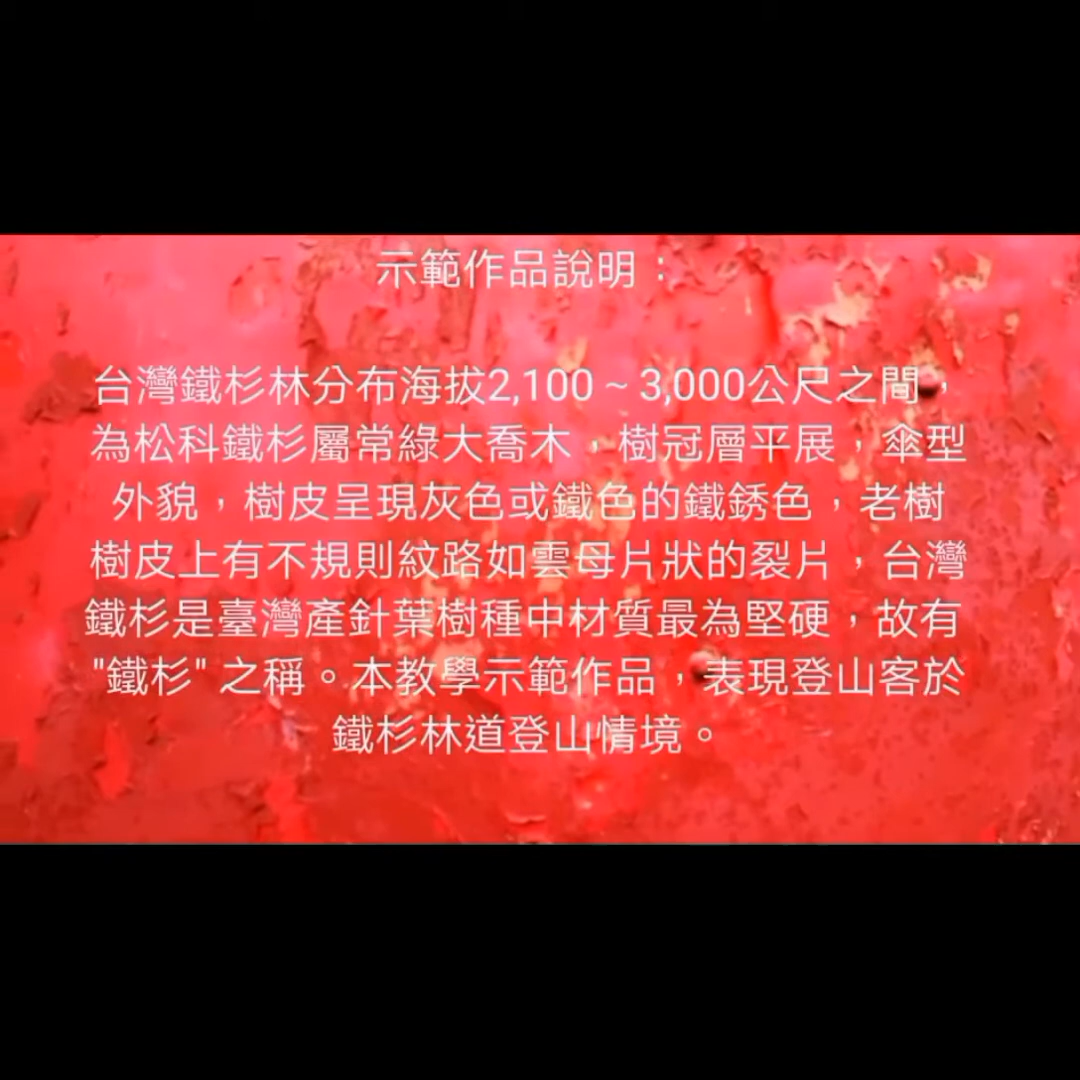 示範作品說明：
台灣鐵杉林分布海拔2,100～3,000公尺之間，
為松科鐵杉屬常綠大喬木，樹冠層平展，傘型
外貌，樹皮呈現灰色或鐵色的鐵銹色，老樹
樹皮上有不規則紋路如雲母片狀的裂片，台灣
鐵杉是臺灣產針葉樹種中材質最為堅硬，故有
"鐵杉" 之稱。本教學示範作品，表現登山客於
鐵杉林道登山情境。